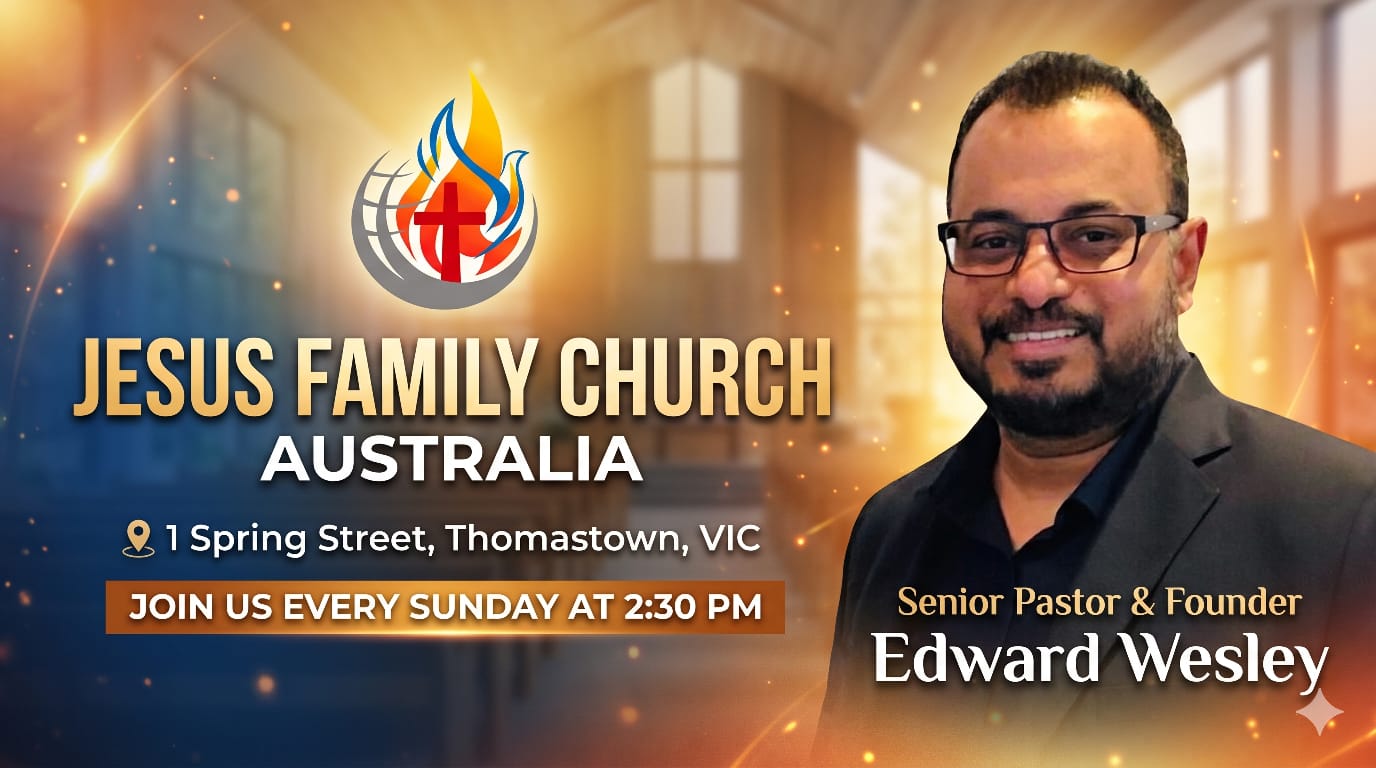 JESUS FAMILY CHURCH
AUSTRALIA
1 Spring Street, Thomastown, VIC
JOIN US EVERY SUNDAY AT 2:30 PM
Senior Pastor & Founder
Edward Wesley